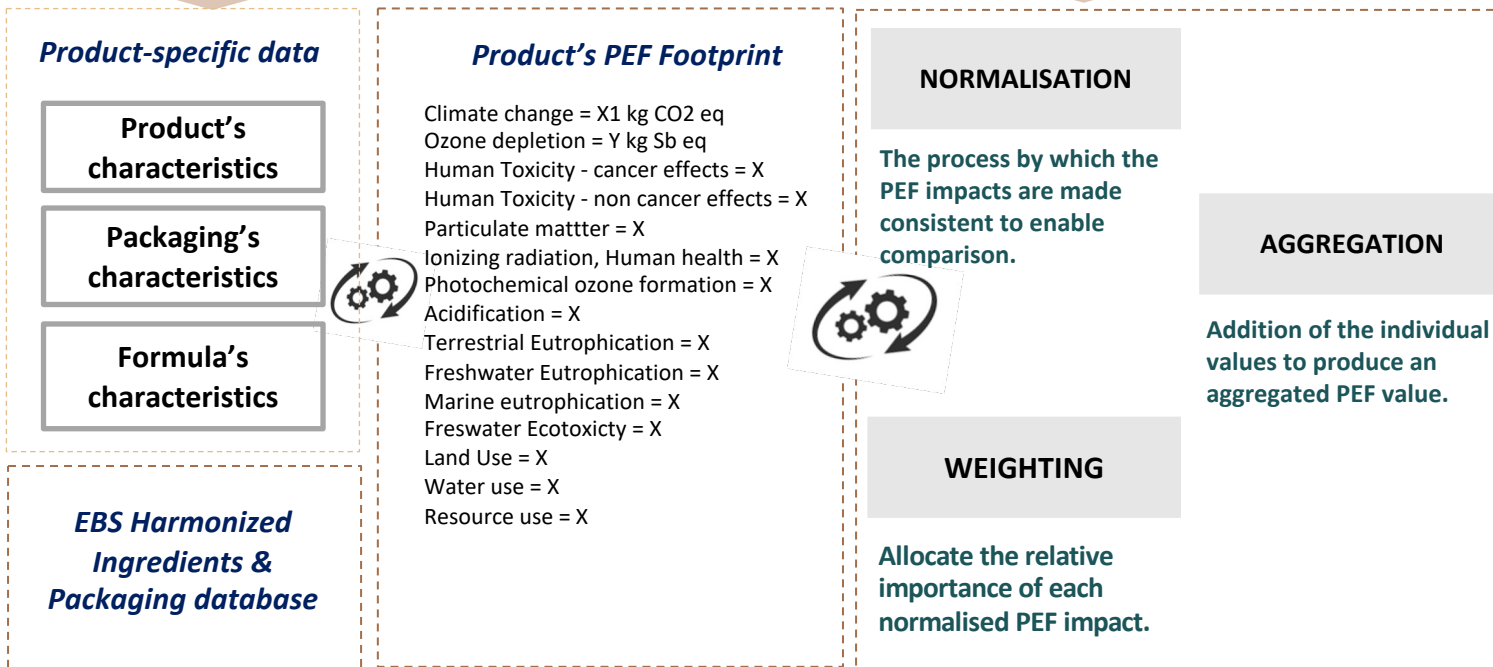 Product-specific data
Product's
characteristics
Packaging's
characteristics
Formula's
characteristics
EBS Harmonized
Ingredients &
Packaging database
Product's PEF Footprint
Climate change = X1 kg CO2 eq
Ozone depletion = Y kg Sb eq
Human Toxicity - cancer effects = X
Human Toxicity - non cancer effects = X
Particulate mattter = X
Ionizing radiation, Human health = X
Photochemical ozone formation = X
Acidification = X
Terrestrial Eutrophication = X
Freshwater Eutrophication = X
Marine eutrophication = X
Freswater Ecotoxicty = X
Land Use = X
Water use = X
Resource use = X
NORMALISATION
The process by which the
PEF impacts are made
consistent to enable
comparison.
WEIGHTING
Allocate the relative
importance of each
normalised PEF impact.
AGGREGATION
Addition of the individual
values to produce an
aggregated PEF value.